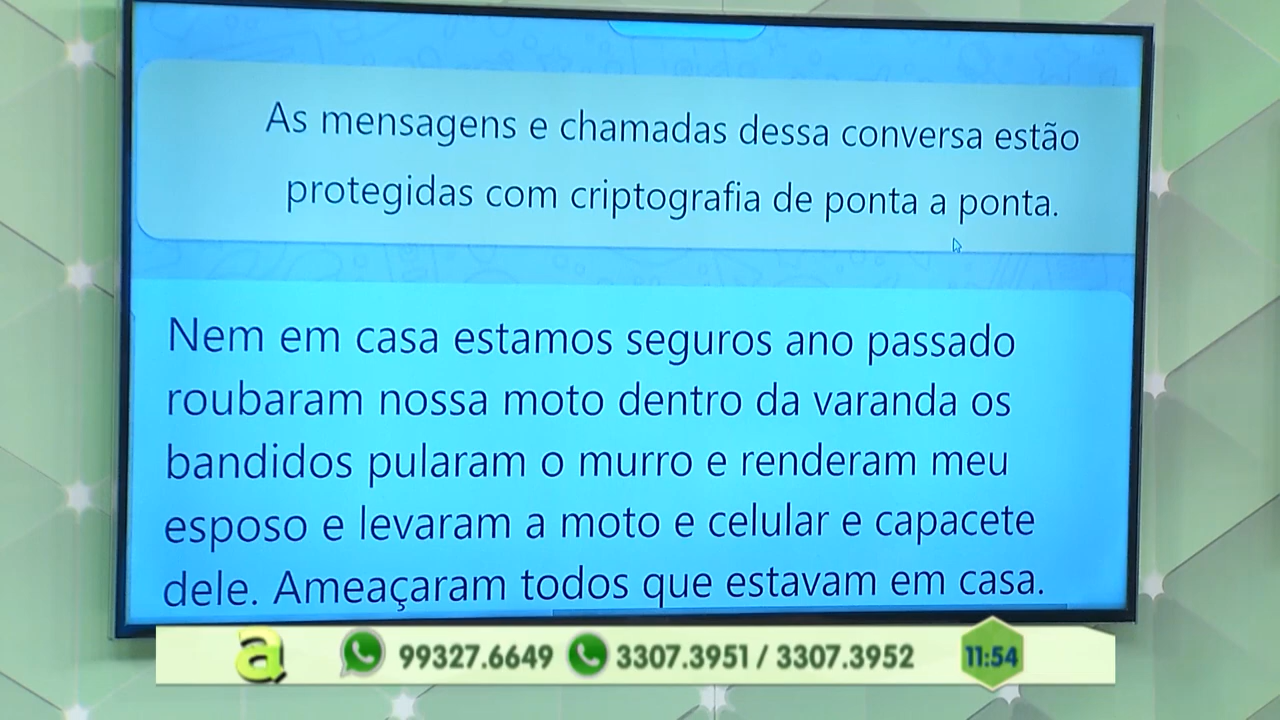 As mensagens e chamadas dessa conversa estão
protegidas com criptografia de ponta a ponta.
Nem em casa estamos seguros ano passado
roubaram nossa moto dentro da varanda os
bandidos pularam o murro e renderam meu
esposo e levaram a moto e celular e capacete
dele. Ameaçaram todos que estavam em casa.
a 99327.6649 3307.3951 / 3307.3952 11:54